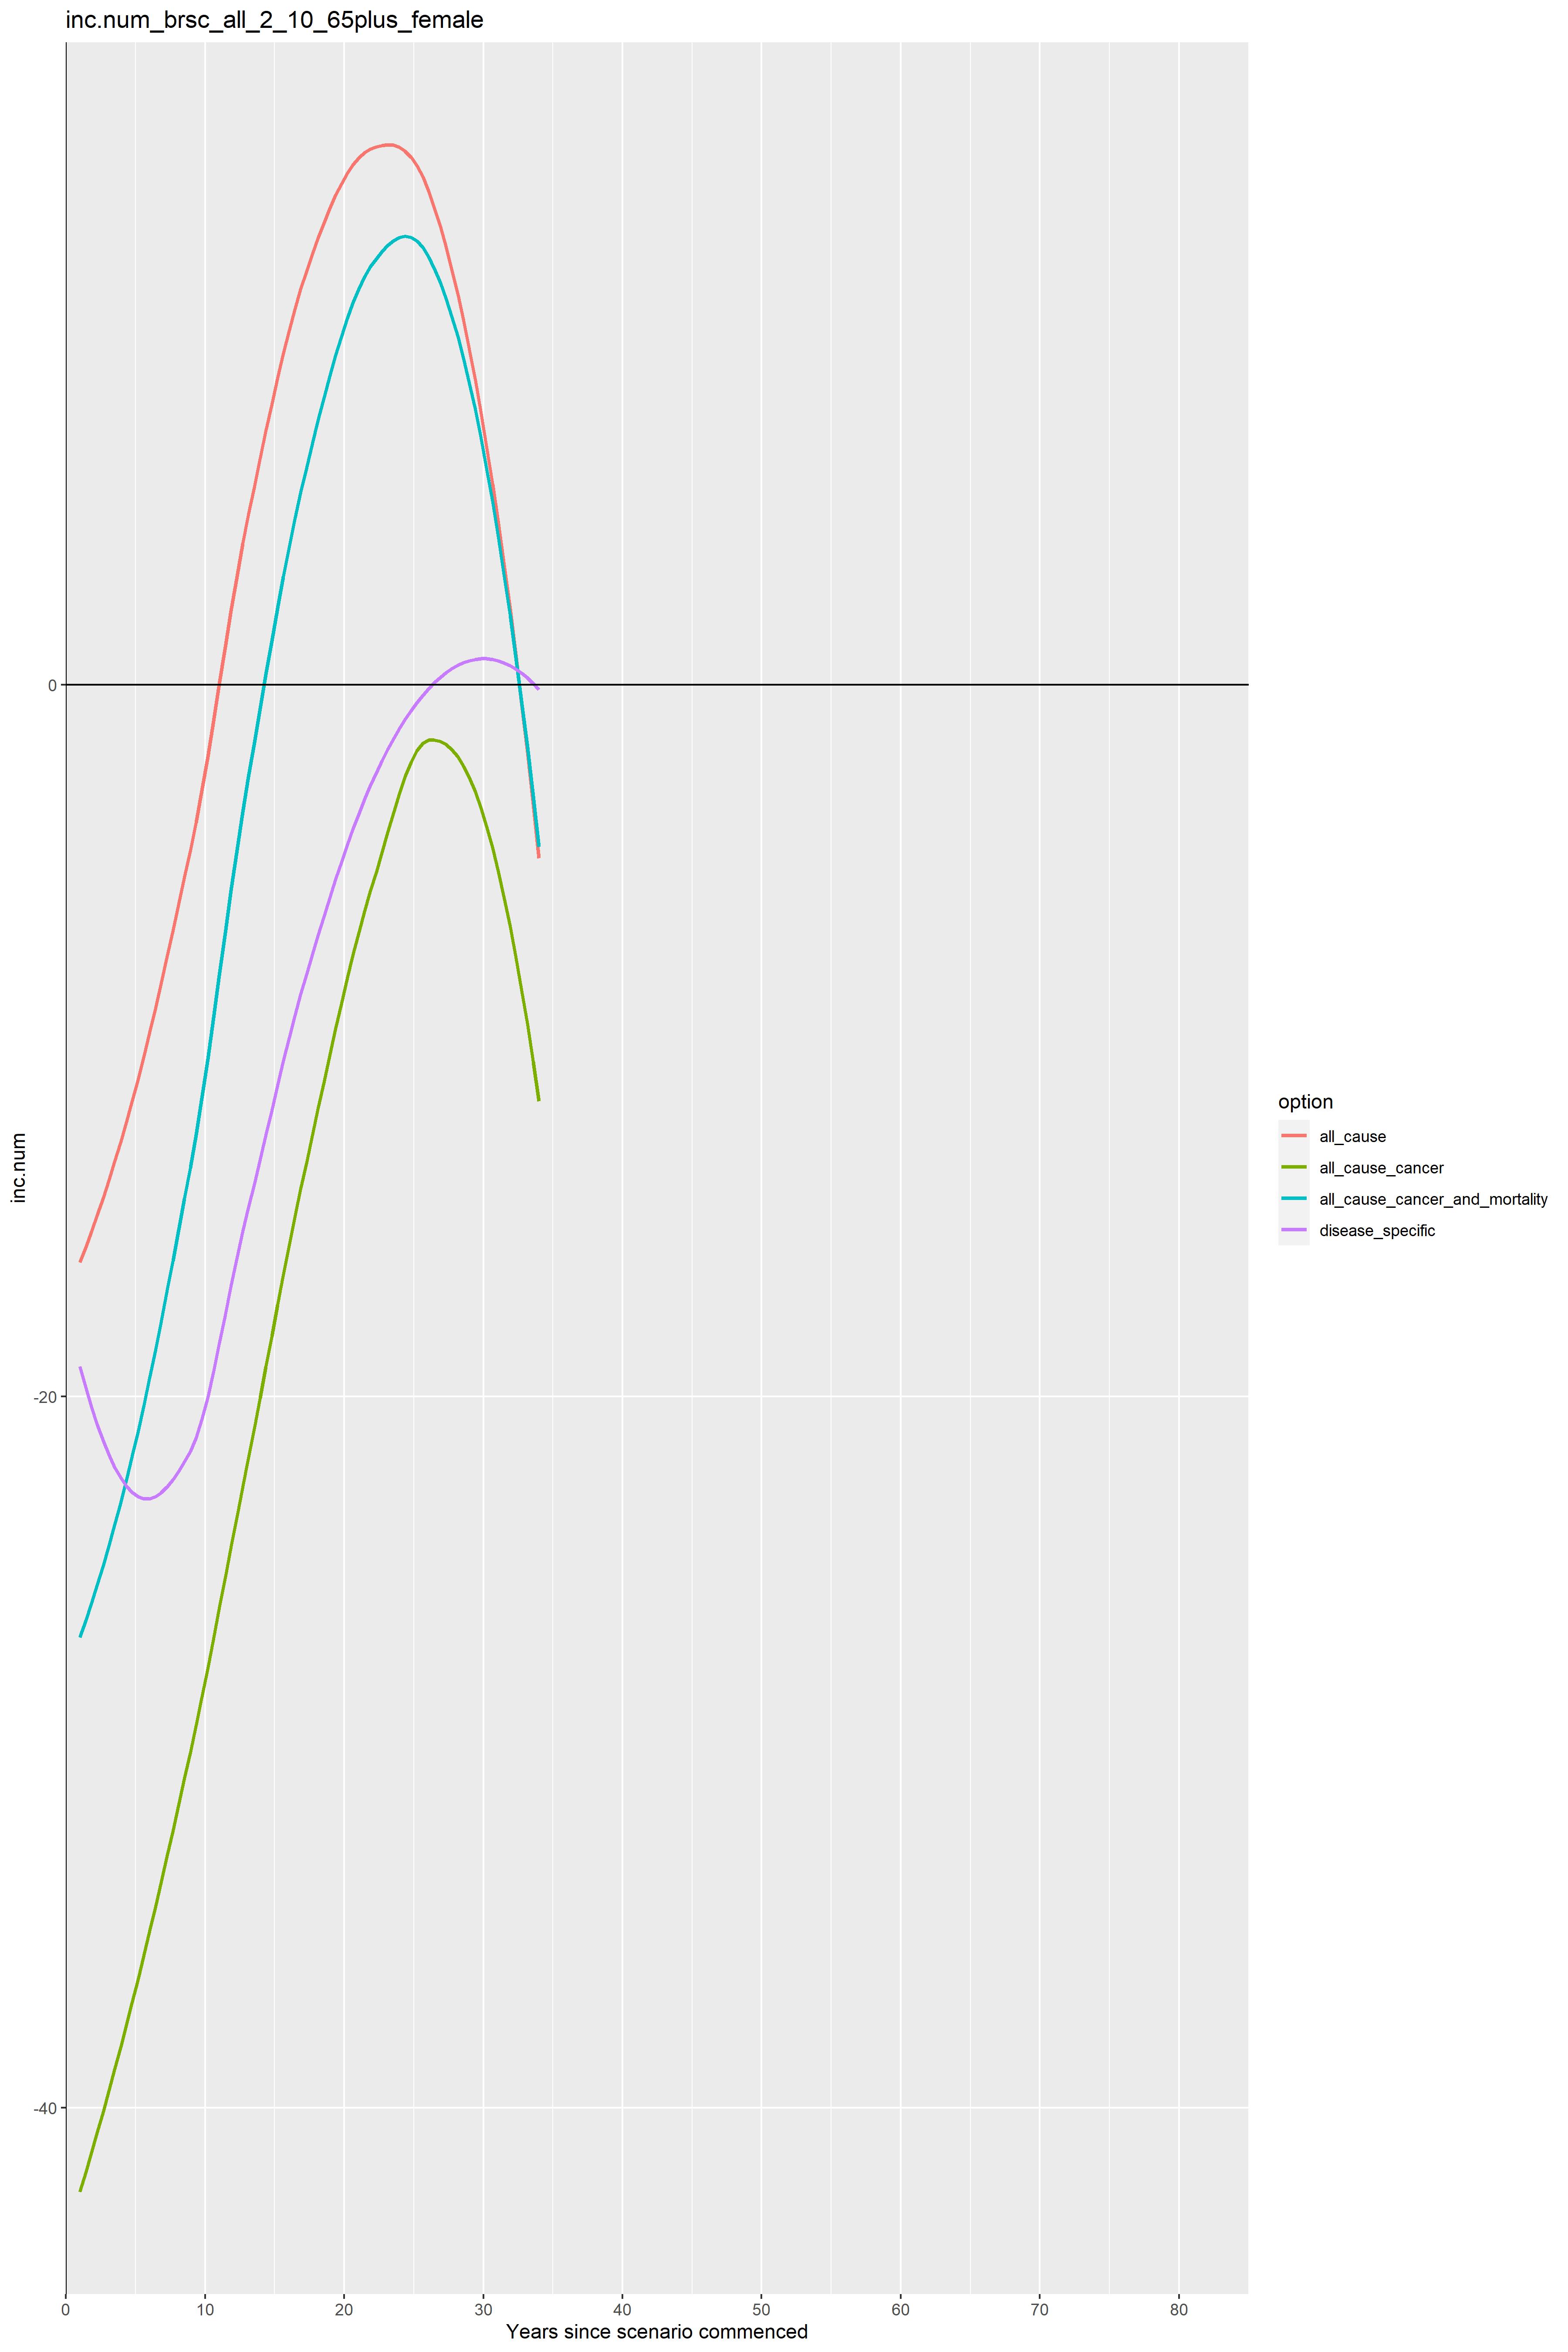 inc.num_brsc_all_2_10_65plus_female
inc.num
0
-20
-40
0 10 20 30 40 50 60 70 80
Years since scenario commenced
option
all_cause
all_cause_cancer
all_cause_cancer_and_mortality
disease_specific